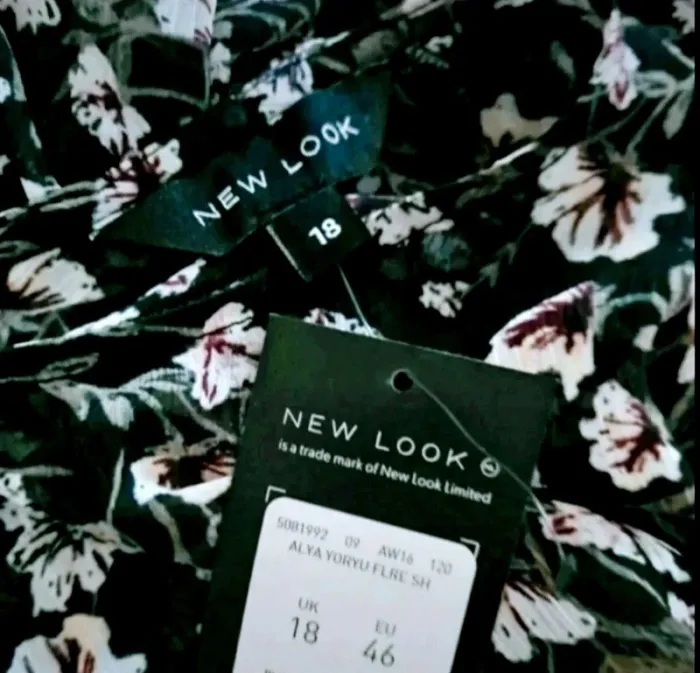 NEW LOOK
18
NEW LOOK
is a trade mark of New Look Limited
5081992 09 AW16 120
ALYA YORYU FLRE SH
UK EU
18 46